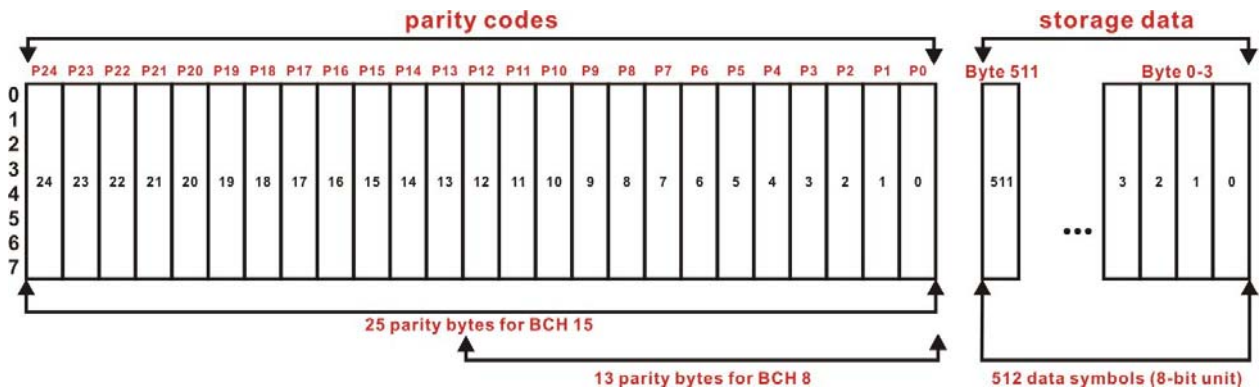 parity codes
storage data
P24 P23 P22 P21 P20 P19 P18 P17 P16 P15 P14 P13 P12 P11 P10 P9 P8 P7 P6 P5 P4 P3 P2 P1 P0
Byte 511
Byte 0-3
0
1
2
3
4
5
6
7
24 23 22 21 20 19 18 17 16 15 14 13 12 11 10 9 8 7 6 5 4 3 2 1 0
511 ... 3 2 1 0
25 parity bytes for BCH 15
13 parity bytes for BCH 8
512 data symbols (8-bit unit)